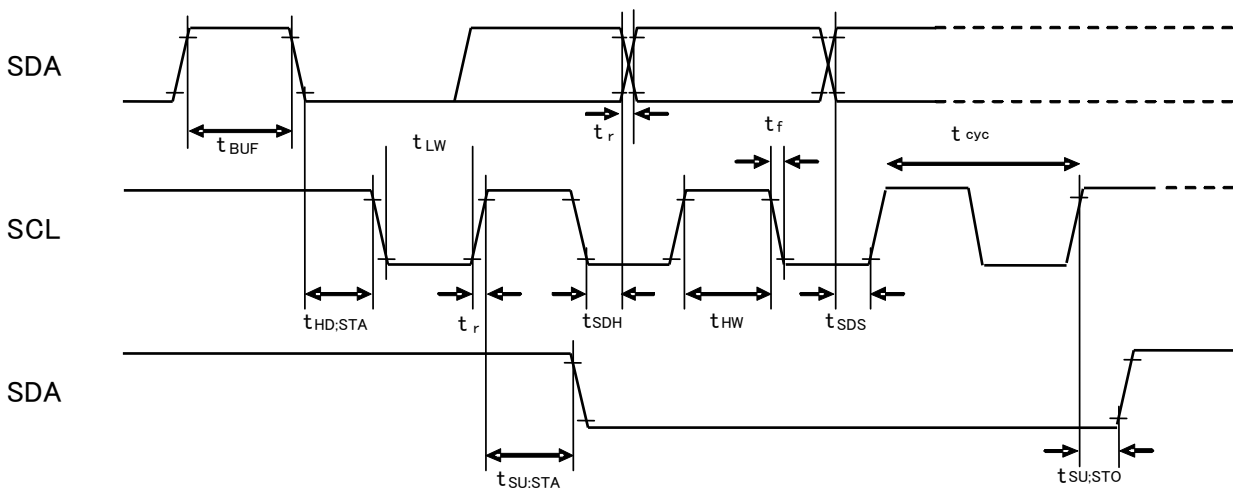 SDA
t BUF
t LW
t r
t f
t cyc
SCL
t HD;STA
t r
t SDH
t HW
t SDS
SDA
t SU;STA
t SU;STO